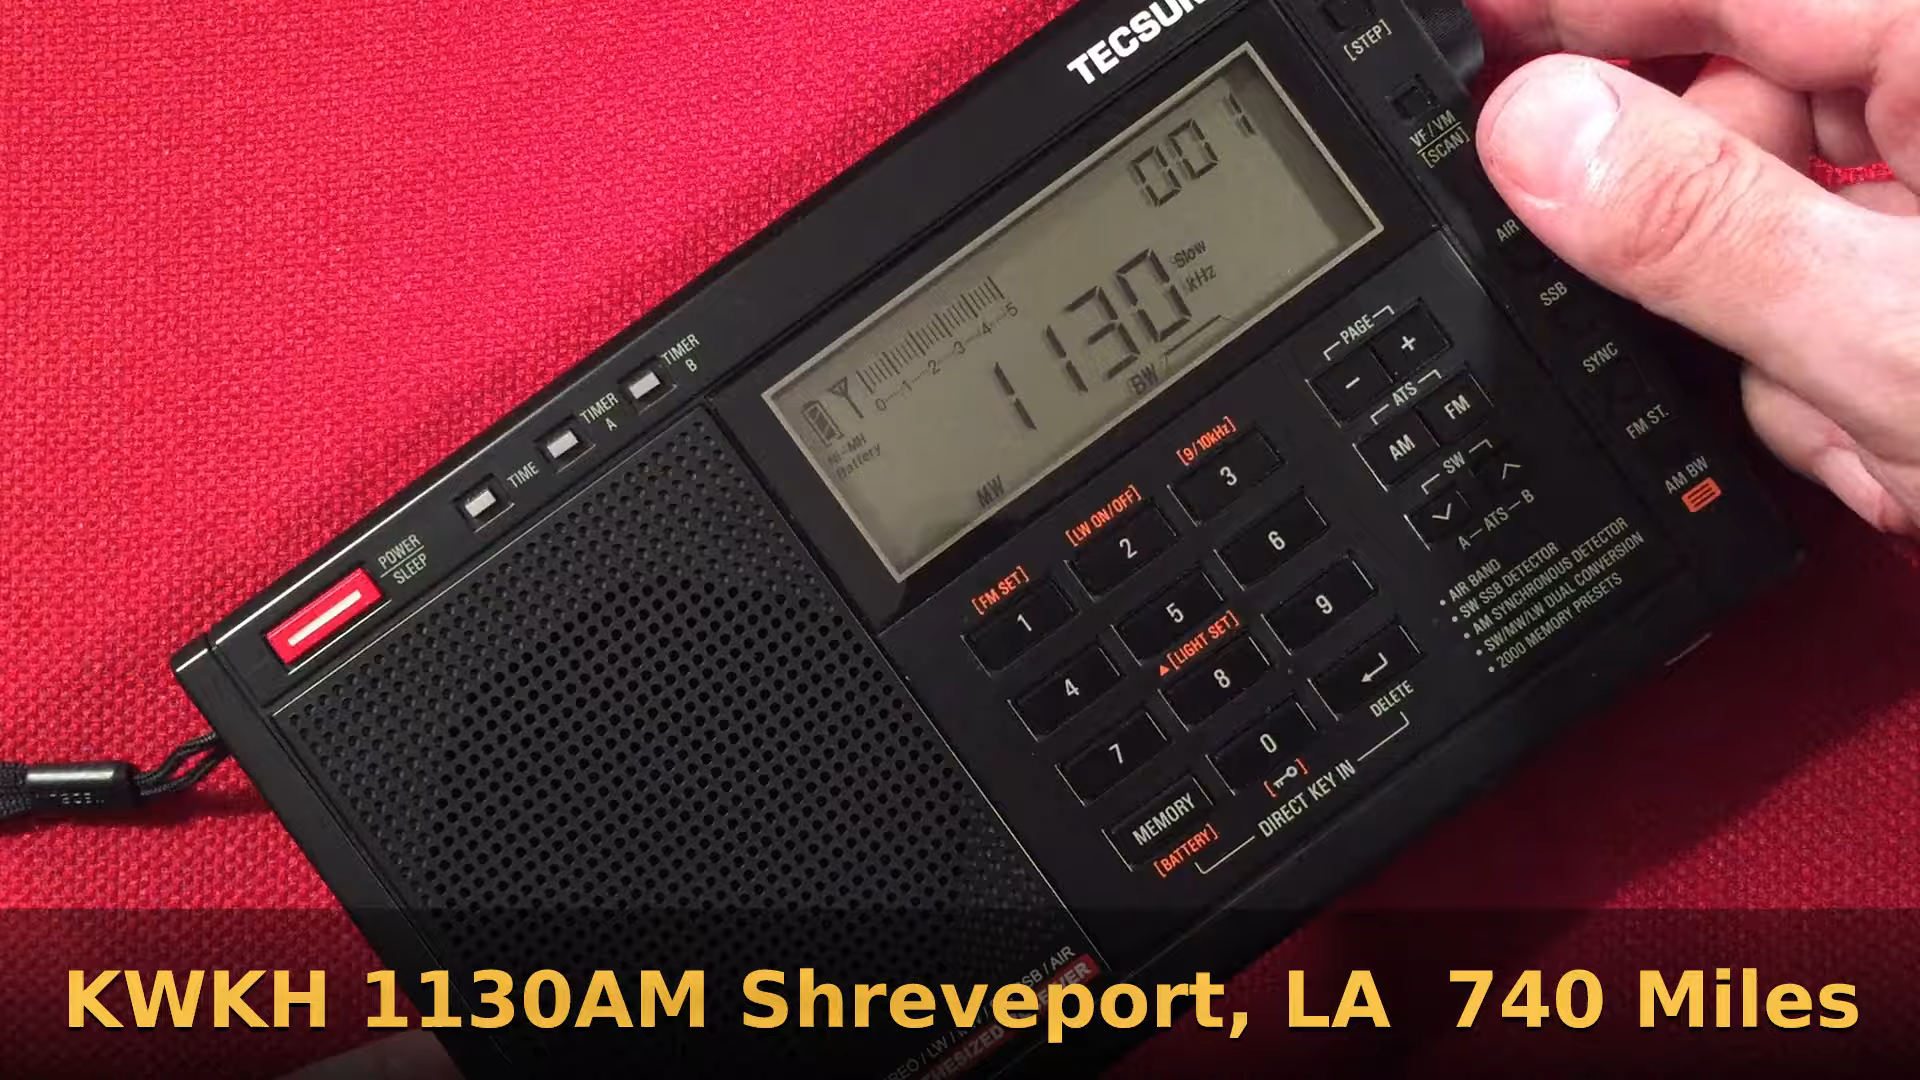 TECSUN
[STEP]
VF/VM
[SCAN]
AIR
SSB
SYNC
FM ST.
AM BW
001
1130
Slow
kHz
BW
0 1 2 3 4 5
Ni-MH
Battery
MW
TIMER
B
TIMER
A
TIME
POWER
SLEEP
PAGE
- +
ATS
AM FM
SW
A ATS B
[9/10kHz]
3
[LW ON/OFF]
2
[FM SET]
1
6
5
4
9
[LIGHT SET]
8
7
0
DELETE
MEMORY
[BATTERY]
DIRECT KEY IN
• AIR BAND
• SW SSB DETECTOR
• AM SYNCHRONOUS DETECTOR
• SW/MW/LW DUAL CONVERSION
• 2000 MEMORY PRESETS
KWKH 1130AM Shreveport, LA 740 Miles